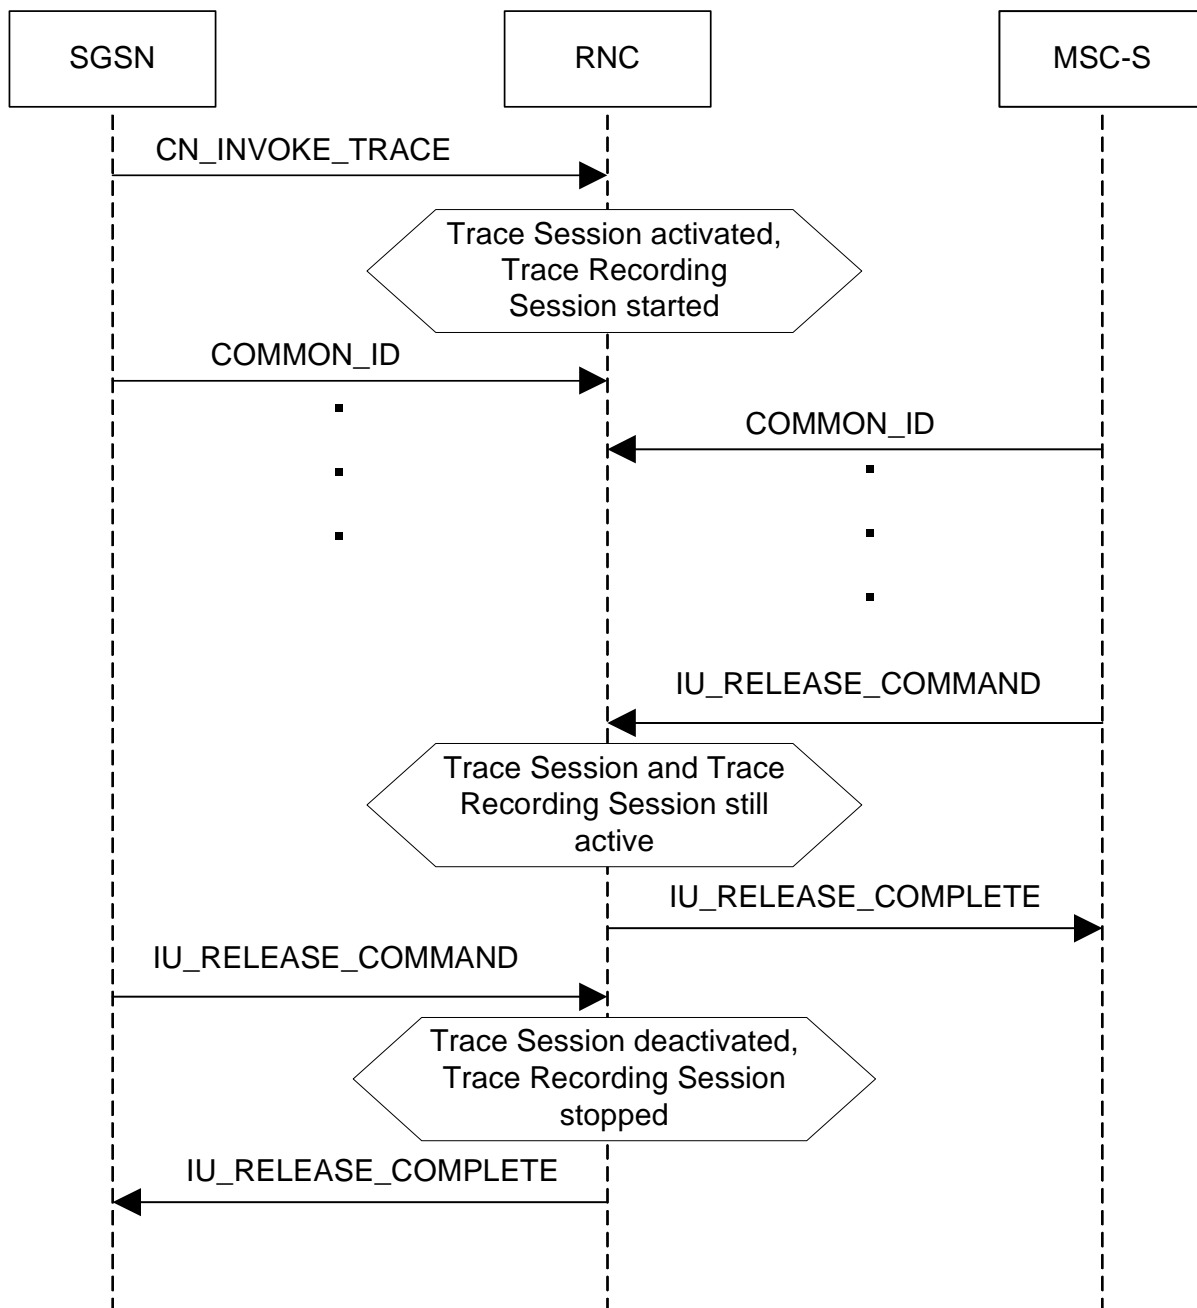 SGSN
RNC
MSC-S
CN_INVOKE_TRACE
Trace Session activated,
Trace Recording
Session started
COMMON_ID
COMMON_ID
IU_RELEASE_COMMAND
Trace Session and Trace
Recording Session still
active
IU_RELEASE_COMPLETE
IU_RELEASE_COMMAND
Trace Session deactivated,
Trace Recording Session
stopped
IU_RELEASE_COMPLETE